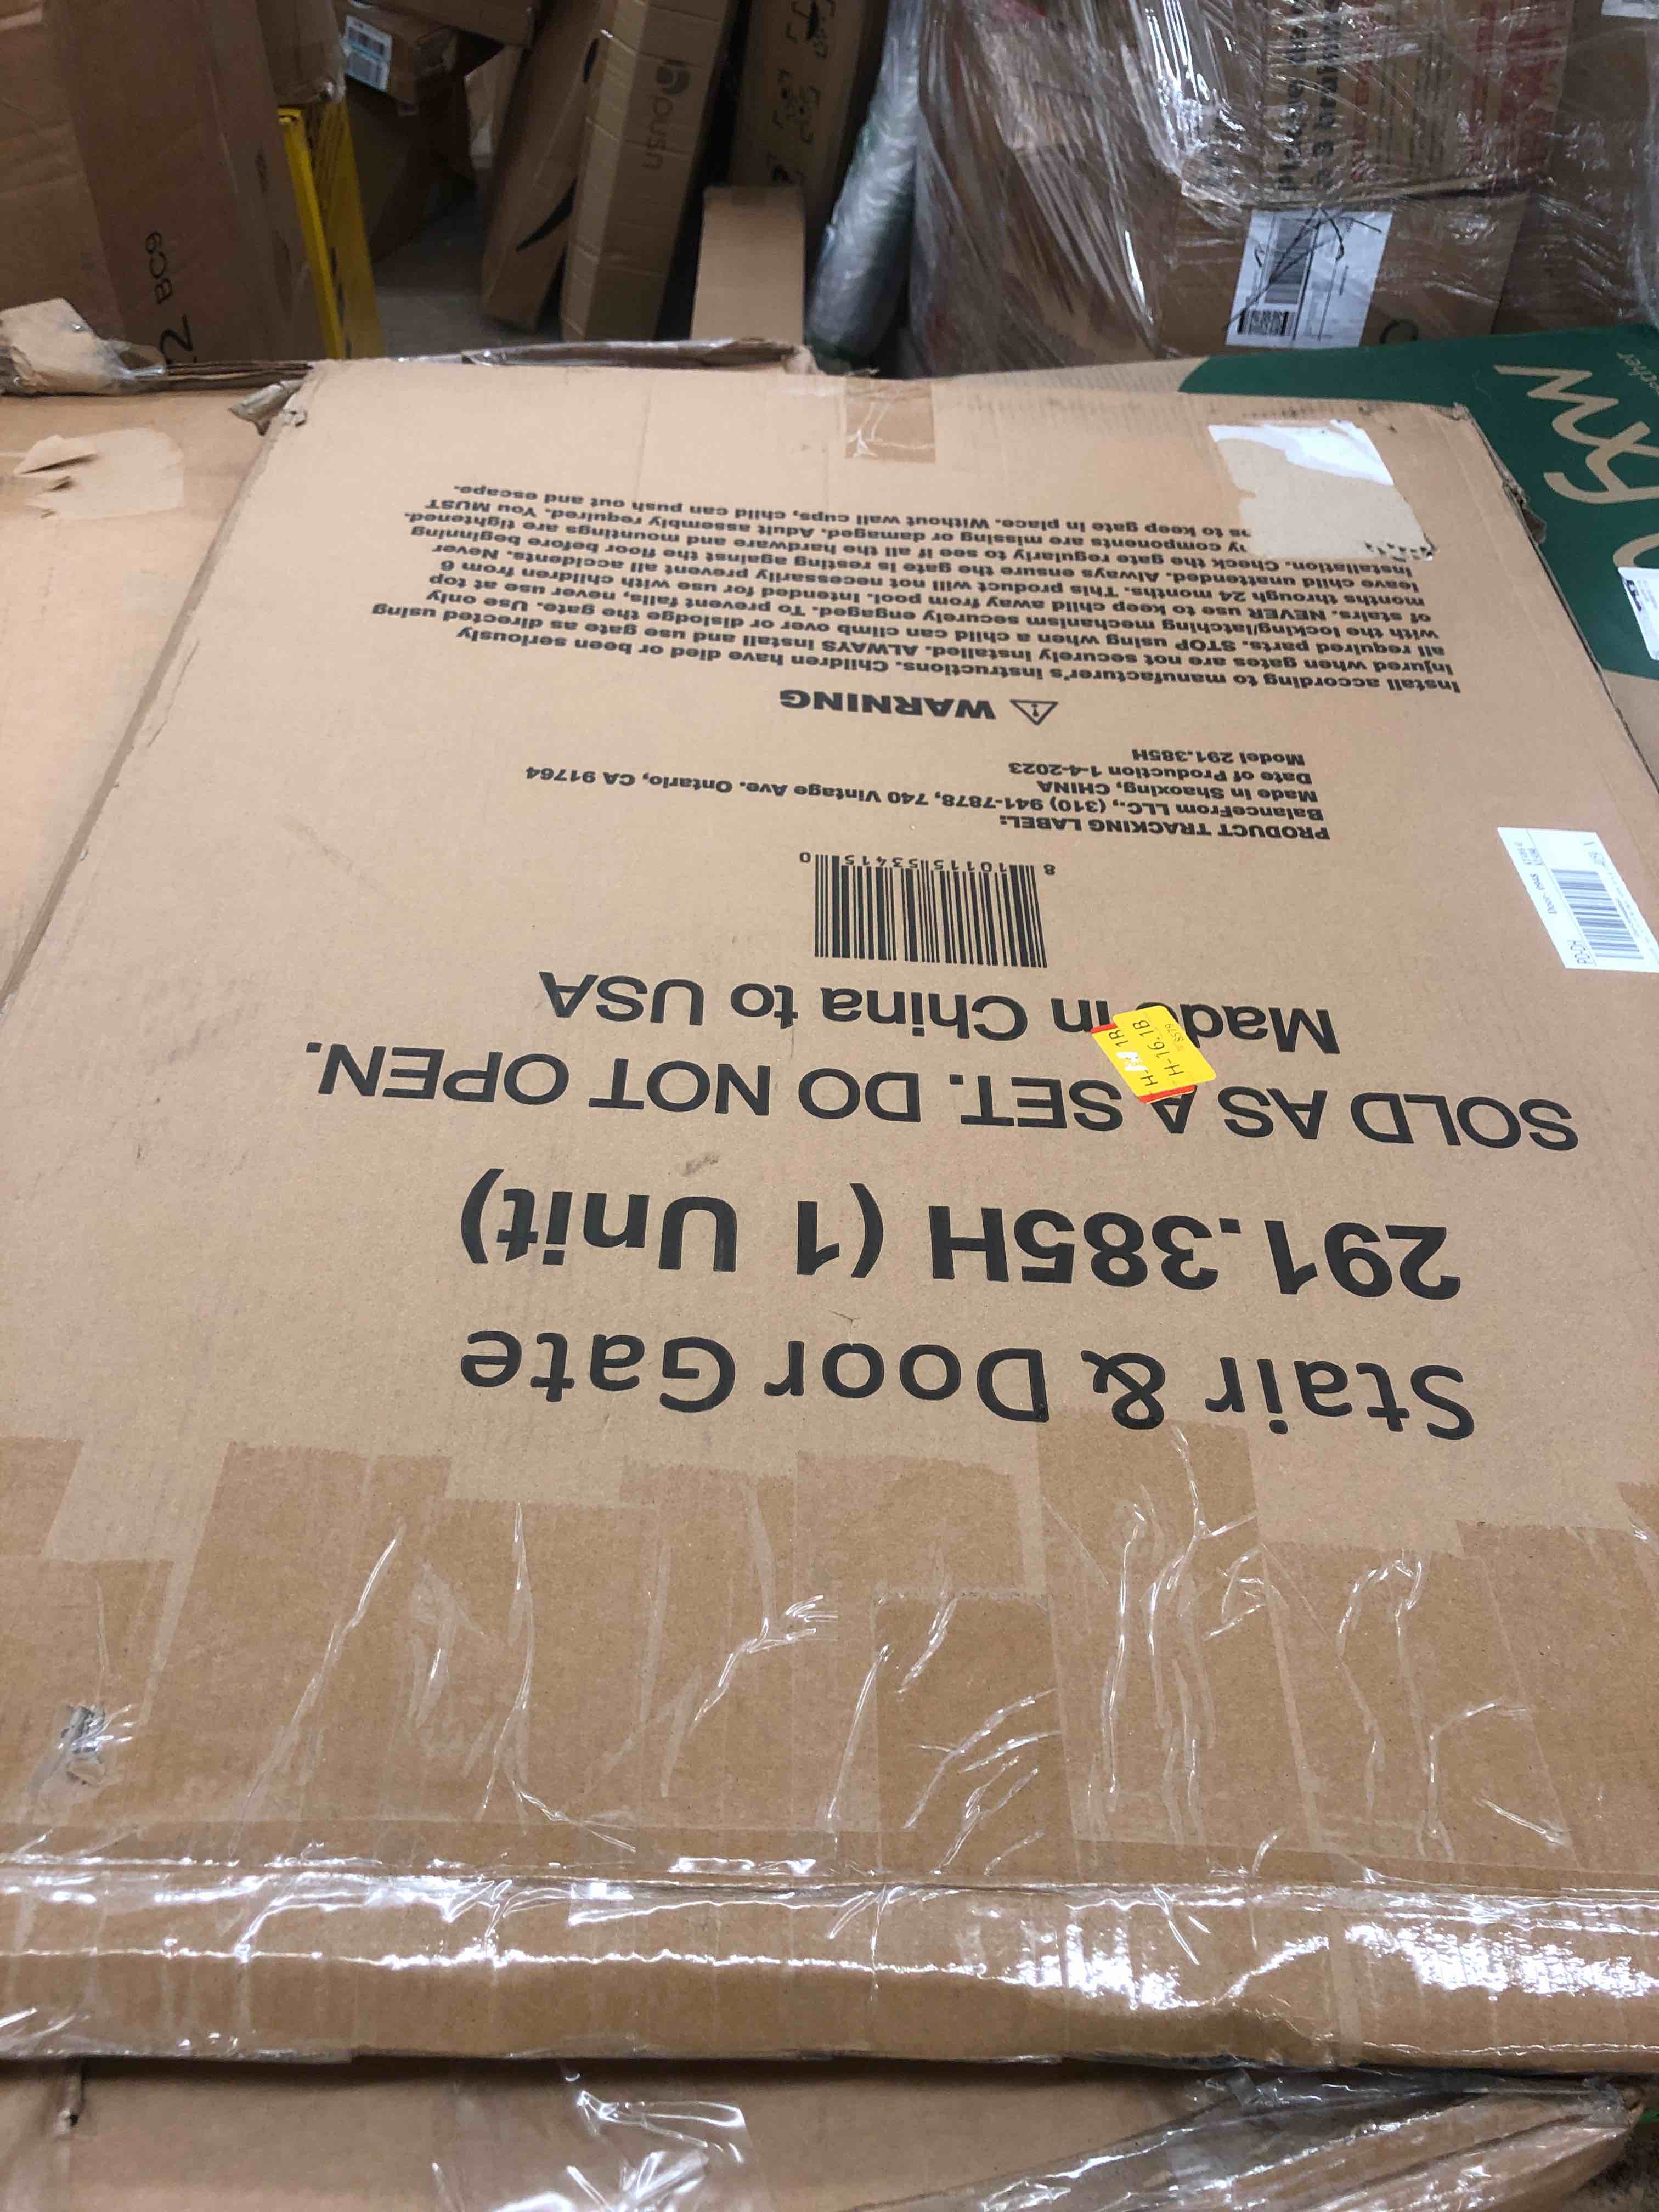 Stair & Door Gate
291.385H (1 Unit)
SOLD AS A SET. DO NOT OPEN.
Made in China to USA
8 10115 53415 0
PRODUCT TRACKING LABEL:
BalanceFrom LLC., (310) 941-7878, 740 Vintage Ave. Ontario, CA 91764
Made in Shaoxing, CHINA
Date of Production 1-4-2023
Model 291.385H
WARNING
Install according to manufacturer's instructions. Children have died or been seriously
injured when gates are not securely installed. ALWAYS install and use gate as directed using
all required parts. STOP using when a child can climb over or dislodge the gate. Use only
with the locking/latching mechanism securely engaged. To prevent falls, never use at top
of stairs. NEVER use to keep child away from pool. Intended for use with children from 6
months through 24 months. This product will not necessarily prevent all accidents. Never
leave child unattended. Always ensure the gate is resting against the floor before beginning
installation. Check the gate regularly to see if all the hardware and mountings are tightened.
components are missing or damaged. Adult assembly required. You MUST
to keep gate in place. Without wall cups, child can push out and escape.
1R
H-16.1B
8579
BC9